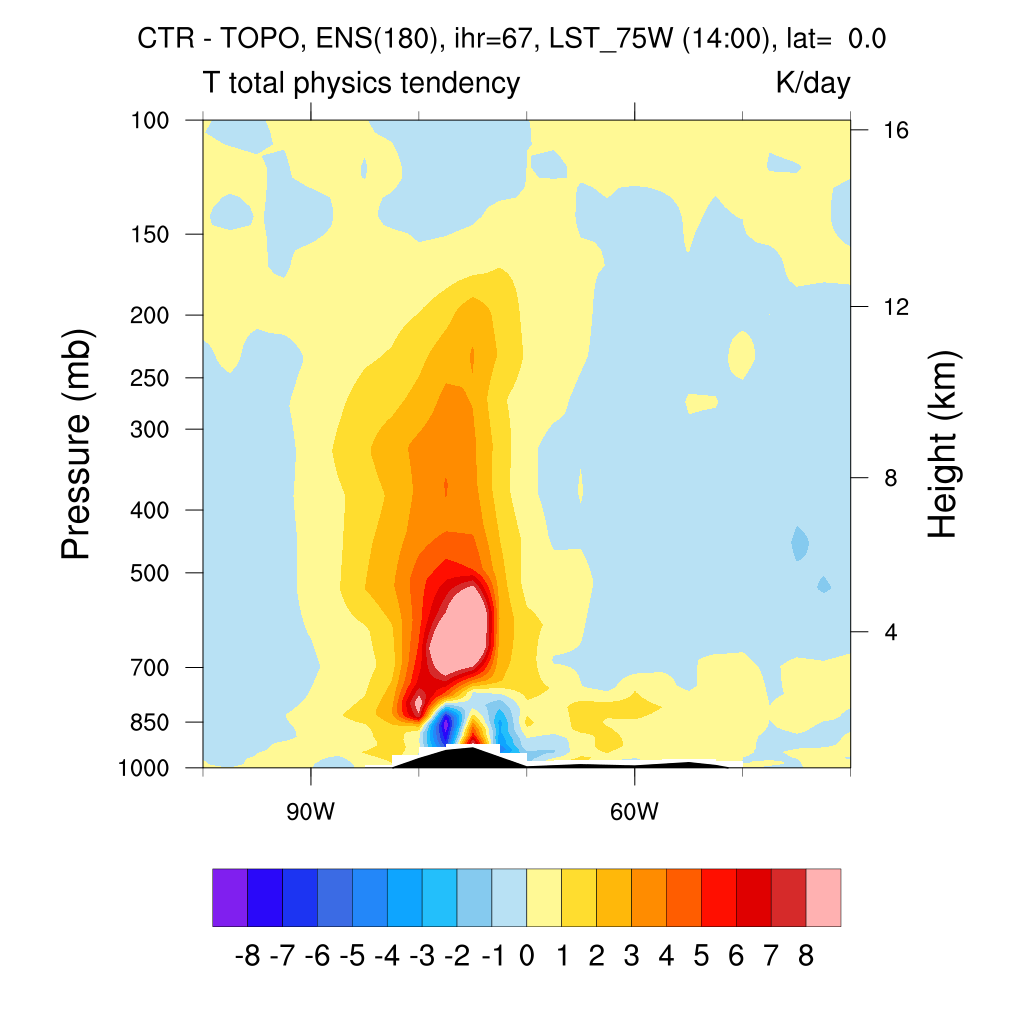 CTR - TOPO, ENS(180), ihr=67, LST_75W (14:00), lat=  0.0
T total physics tendency K/day
100
150
200
250
300
400
500
700
850
1000
Pressure (mb)
16
12
8
4
Height (km)
90W 60W
-8 -7 -6 -5 -4 -3 -2 -1 0 1 2 3 4 5 6 7 8